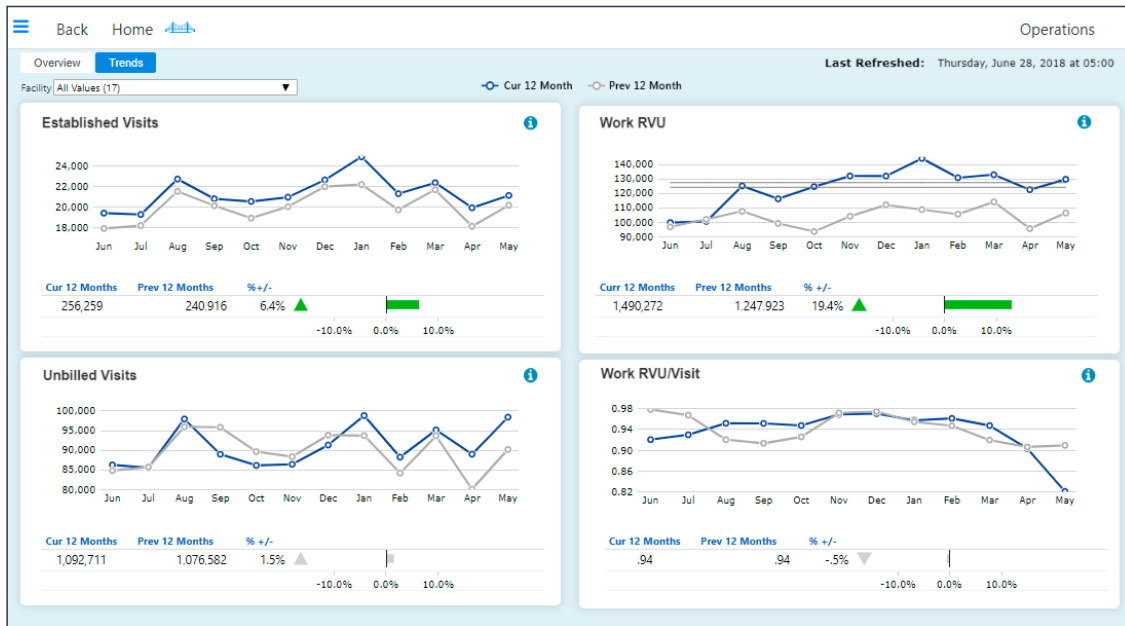 Back Home Operations
Overview Trends Last Refreshed: Thursday, June 28, 2018 at 05:00
Facility All Values (17) Cur 12 Month Prev 12 Month
Established Visits
24,000
22,000
20,000
18,000
Jun Jul Aug Sep Oct Nov Dec Jan Feb Mar Apr May
Cur 12 Months Prev 12 Months %+/-
256,259 240.916 6.4%
-10.0% 0.0% 10.0%
Work RVU
140,000
130,000
120,000
110,000
100,000
90,000
Jun Jul Aug Sep Oct Nov Dec Jan Feb Mar Apr May
Curr 12 Months Prev 12 Months % +/-
1,490,272 1.247.923 19.4%
-10.0% 0.0% 10.0%
Unbilled Visits
100,000
95,000
90,000
85,000
80,000
Jun Jul Aug Sep Oct Nov Dec Jan Feb Mar Apr May
Cur 12 Months Prev 12 Months % +/-
1,092,711 1,076,582 1.5%
-10.0% 0.0% 10.0%
Work RVU/Visit
0.98
0.94
0.90
0.86
0.82
Jun Jul Aug Sep Oct Nov Dec Jan Feb Mar Apr May
Cur 12 Months Prev 12 Months % +/-
.94 .94 -.5%
-10.0% 0.0% 10.0%